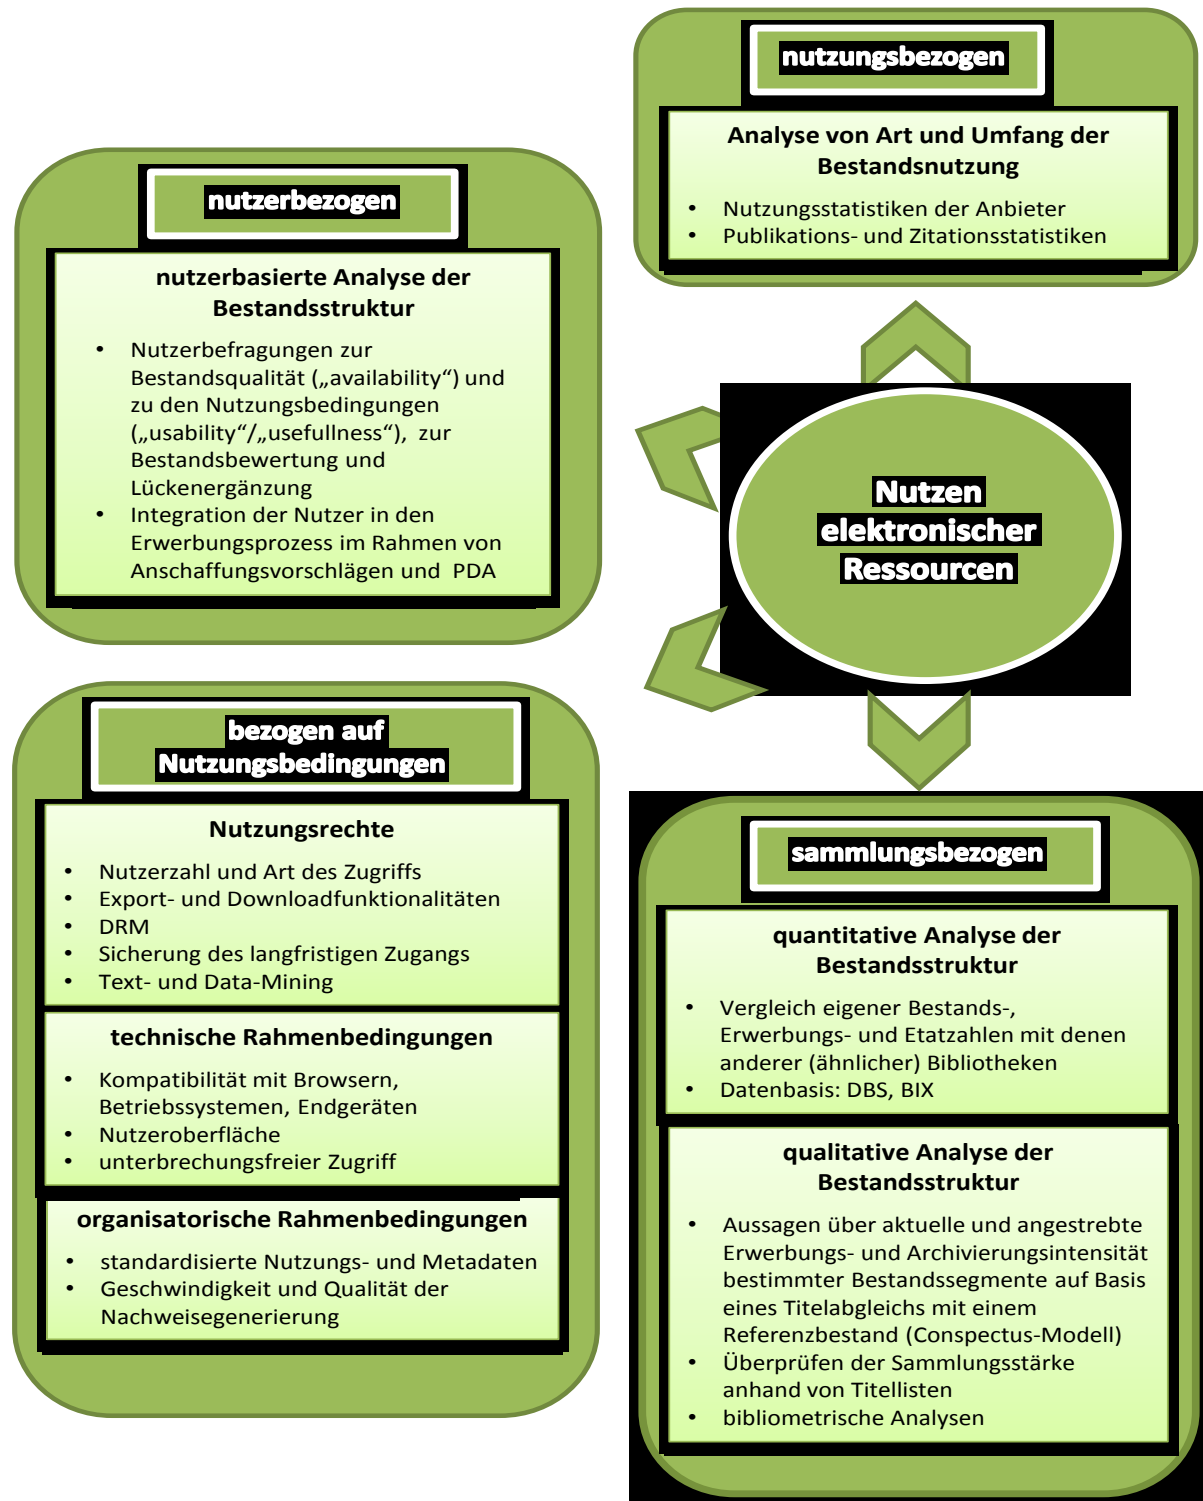 nutzungsbezogen
Analyse von Art und Umfang der
Bestandsnutzung
• Nutzungsstatistiken der Anbieter
• Publikations- und Zitationsstatistiken
nutzerbezogen
nutzerbasierte Analyse der
Bestandsstruktur
• Nutzerbefragungen zur
Bestandsqualität („availability“) und
zu den Nutzungsbedingungen
(„usability“/„usefullness“), zur
Bestandsbewertung und
Lückenergänzung
• Integration der Nutzer in den
Erwerbungsprozess im Rahmen von
Anschaffungsvorschlägen und PDA
Nutzen
elektronischer
Ressourcen
bezogen auf
Nutzungsbedingungen
Nutzungsrechte
• Nutzerzahl und Art des Zugriffs
• Export- und Downloadfunktionalitäten
• DRM
• Sicherung des langfristigen Zugangs
• Text- und Data-Mining
technische Rahmenbedingungen
• Kompatibilität mit Browsern,
Betriebssystemen, Endgeräten
• Nutzeroberfläche
• unterbrechungsfreier Zugriff
organisatorische Rahmenbedingungen
• standardisierte Nutzungs- und Metadaten
• Geschwindigkeit und Qualität der
Nachweisegenerierung
sammlungsbezogen
quantitative Analyse der
Bestandsstruktur
• Vergleich eigener Bestands-,
Erwerbungs- und Etatzahlen mit denen
anderer (ähnlicher) Bibliotheken
• Datenbasis: DBS, BIX
qualitative Analyse der
Bestandsstruktur
• Aussagen über aktuelle und angestrebte
Erwerbungs- und Archivierungsintensität
bestimmter Bestandssegmente auf Basis
eines Titelabgleichs mit einem
Referenzbestand (Conspectus-Modell)
• Überprüfen der Sammlungsstärke
anhand von Titellisten
• bibliometrische Analysen